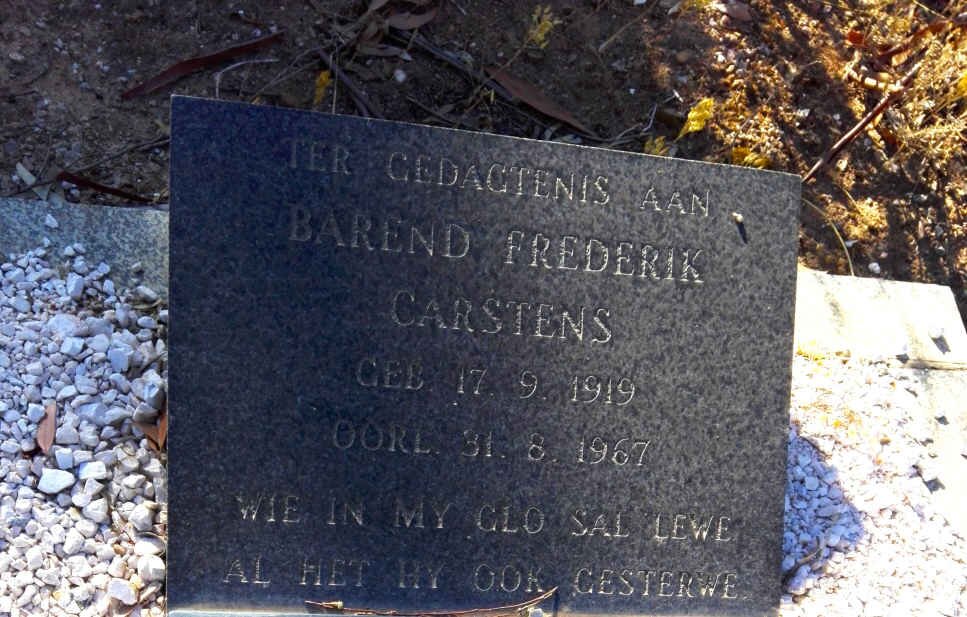 TER GEDAGTENIS AAN
BAREND FREDERIK
CARSTENS
GEB. 17. 9. 1919
OORL. 31. 8. 1967
WIE IN MY GLO SAL LEWE
AL HET HY OOK GESTERWE.